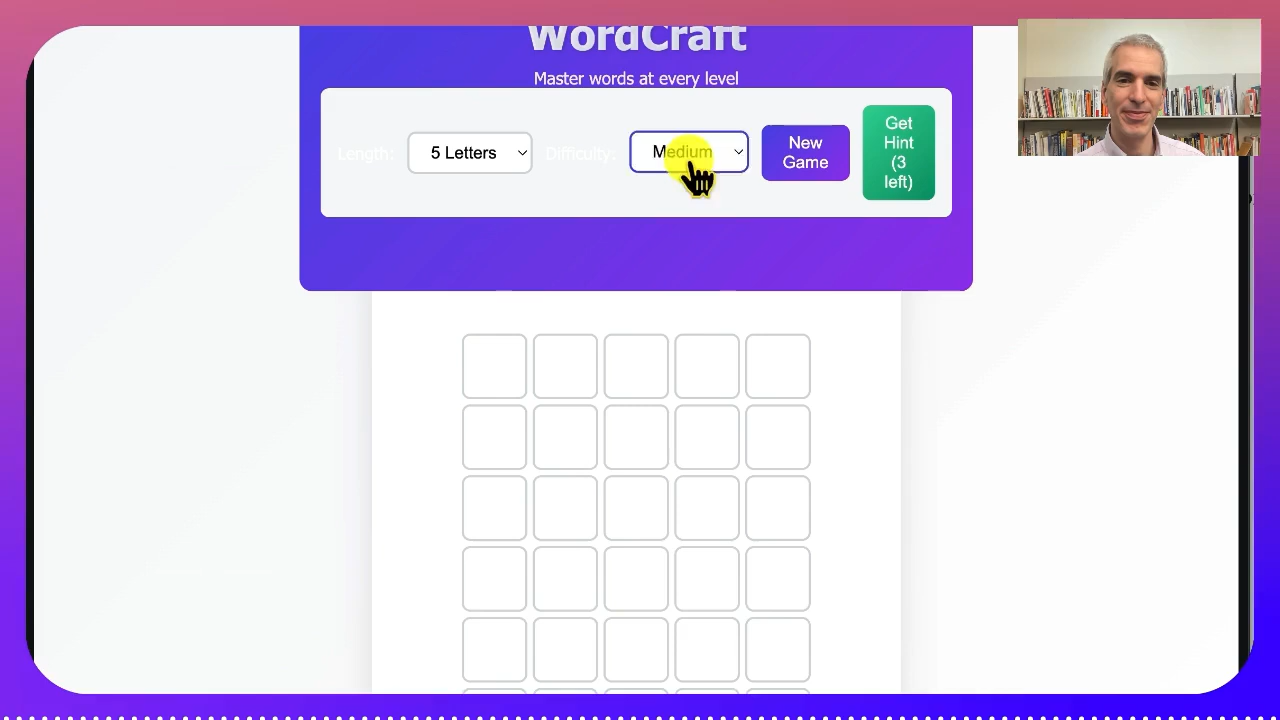 WordCraft
Master words at every level
Length: 5 Letters Difficulty: Medium
New
Game
Get
Hint
(3
left)